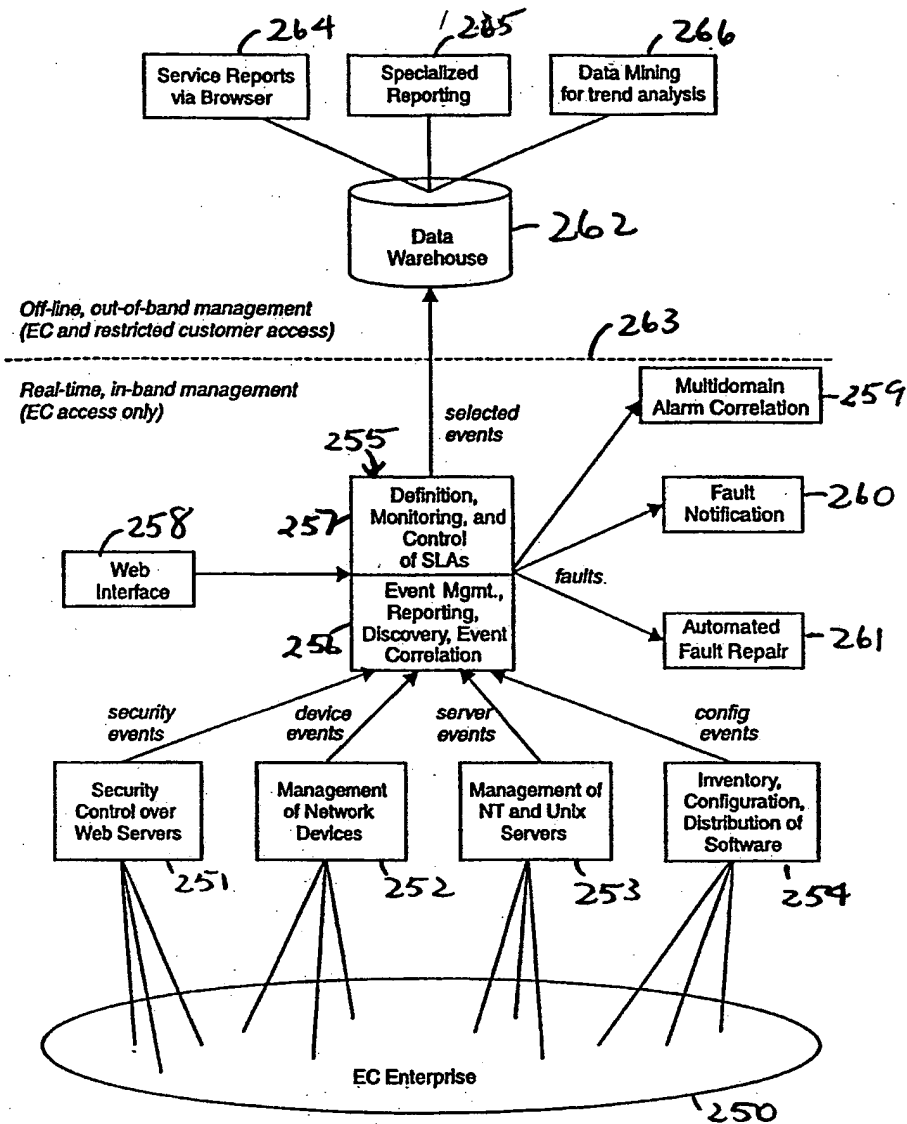 264
265
266
Service Reports
via Browser
Specialized
Reporting
Data Mining
for trend analysis
Data
Warehouse
262
Off-line, out-of-band management
(EC and restricted customer access)
263
Real-time, in-band management
(EC access only)
selected
events
Multidomain
Alarm Correlation
259
255
257
Definition,
Monitoring, and
Control
of SLAs
Fault
Notification
260
258
Web
Interface
256
Event Mgmt.,
Reporting,
Discovery, Event
Correlation
faults.
Automated
Fault Repair
261
security
events
device
events
server
events
config
events
Security
Control over
Web Servers
Management
of Network
Devices
Management of
NT and Unix
Servers
Inventory,
Configuration,
Distribution of
Software
251
252
253
254
EC Enterprise
250